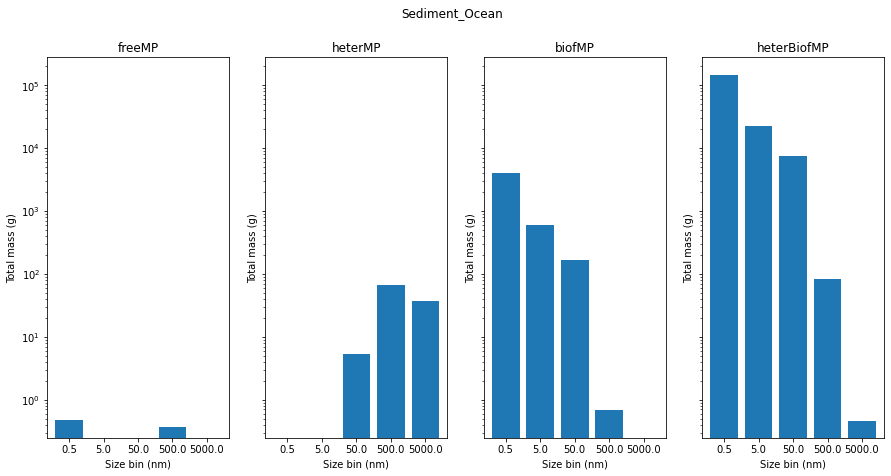 Sediment_Ocean
freeMP
heterMP
biofMP
heterBiofMP
Total mass (g)
10⁵
10⁴
10³
10²
10¹
10⁰
0.5 5.0 50.0 500.0 5000.0
Size bin (nm)
Total mass (g)
0.5 5.0 50.0 500.0 5000.0
Size bin (nm)
Total mass (g)
0.5 5.0 50.0 500.0 5000.0
Size bin (nm)
Total mass (g)
0.5 5.0 50.0 500.0 5000.0
Size bin (nm)